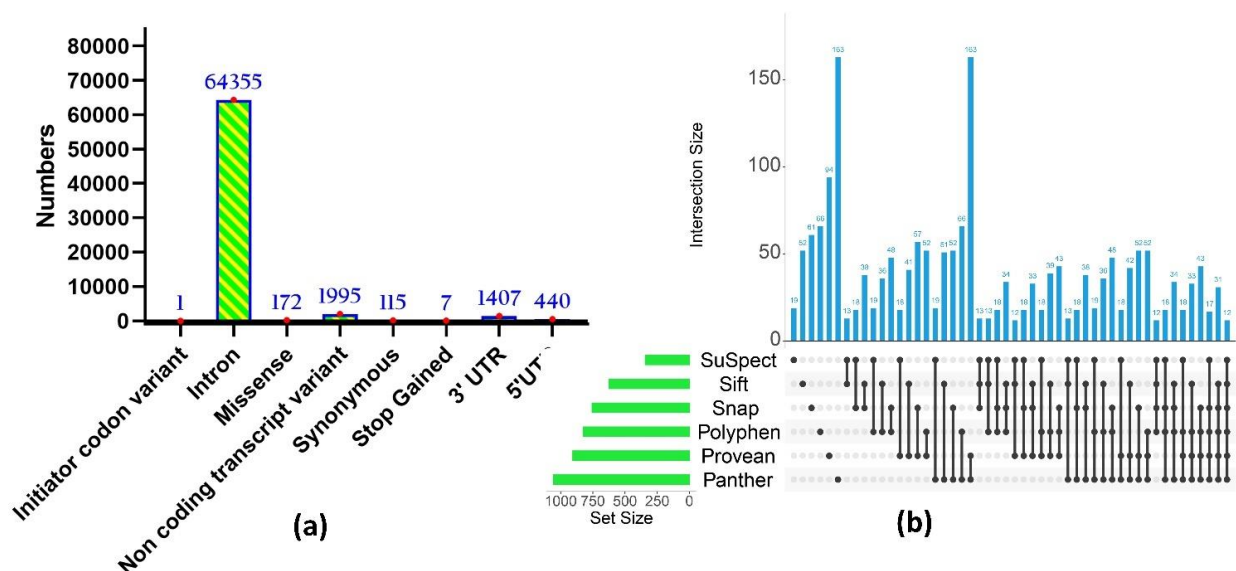 80000
70000
60000
50000
40000
30000
20000
10000
0
Numbers
1
64355
172
1995
115
7
1407
440
Initiator codon variant
Intron
Missense
Non coding transcript variant
Synonymous
Stop Gained
3' UTR
(a)
Intersection Size
150
100
50
0
19 52 61 66 94 163 13 18 39 19 36 48 18 41 57 52 19 51 52 66 163 13 13 18 34 12 18 33 18 39 43 13 18 38 19 36 48 18 42 52 52 12 18 34 18 33 43 17 31 12
SuSpect
Sift
Snap
Polyphen
Provean
Panther
1000 750 500 250 0
Set Size
(b)